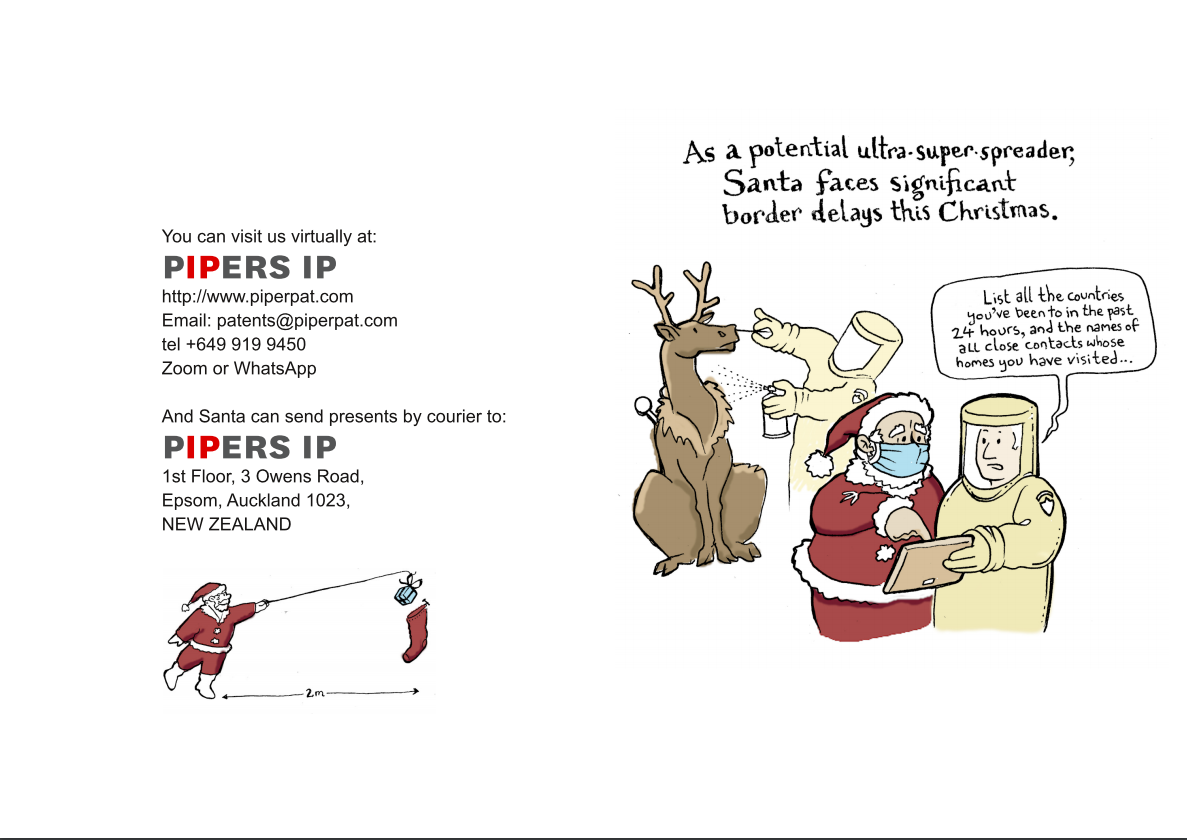 You can visit us virtually at:
PIPERS IP
http://www.piperpat.com
Email: patents@piperpat.com
tel +649 919 9450
Zoom or WhatsApp
And Santa can send presents by courier to:
PIPERS IP
1st Floor, 3 Owens Road,
Epsom, Auckland 1023,
NEW ZEALAND
2m
As a potential ultra-super-spreader,
Santa faces significant
border delays this Christmas.
List all the countries
you've been to in the past
24 hours, and the names of
all close contacts whose
homes you have visited...